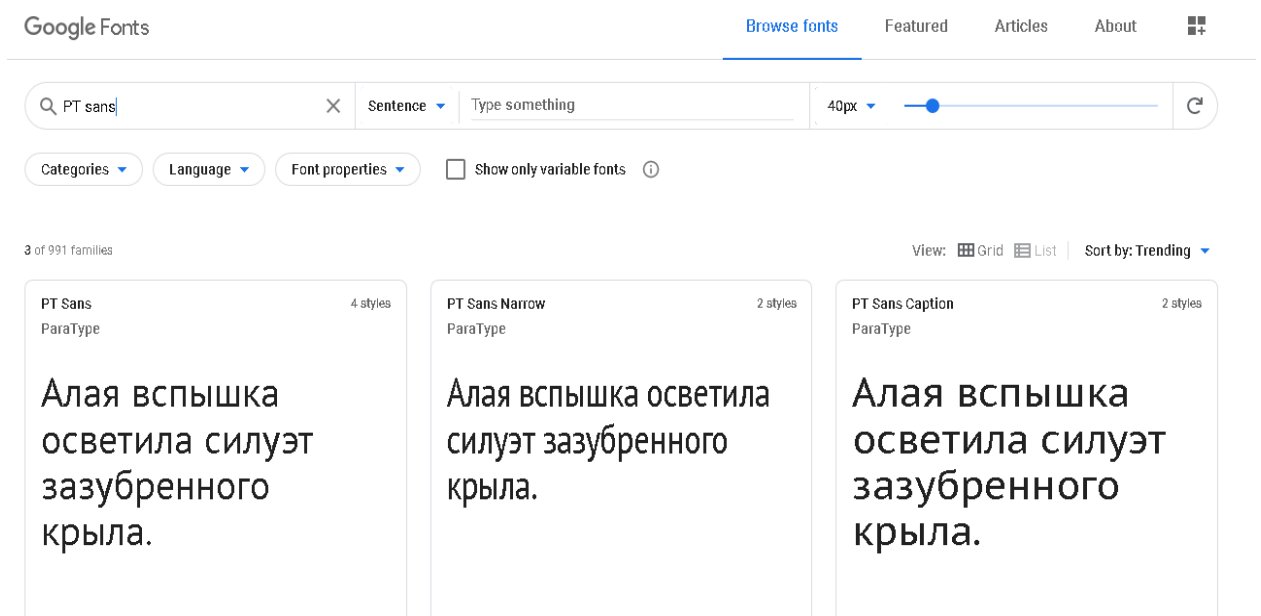 Google Fonts
Browse fonts Featured Articles About
PT sans Sentence Type something 40px
Categories Language Font properties Show only variable fonts
3 of 991 families View: Grid List Sort by: Trending
PT Sans 4 styles
ParaType
Алая вспышка
осветила силуэт
зазубренного
крыла.
PT Sans Narrow 2 styles
ParaType
Алая вспышка осветила
силуэт зазубренного
крыла.
PT Sans Caption 2 styles
ParaType
Алая вспышка
осветила силуэт
зазубренного
крыла.